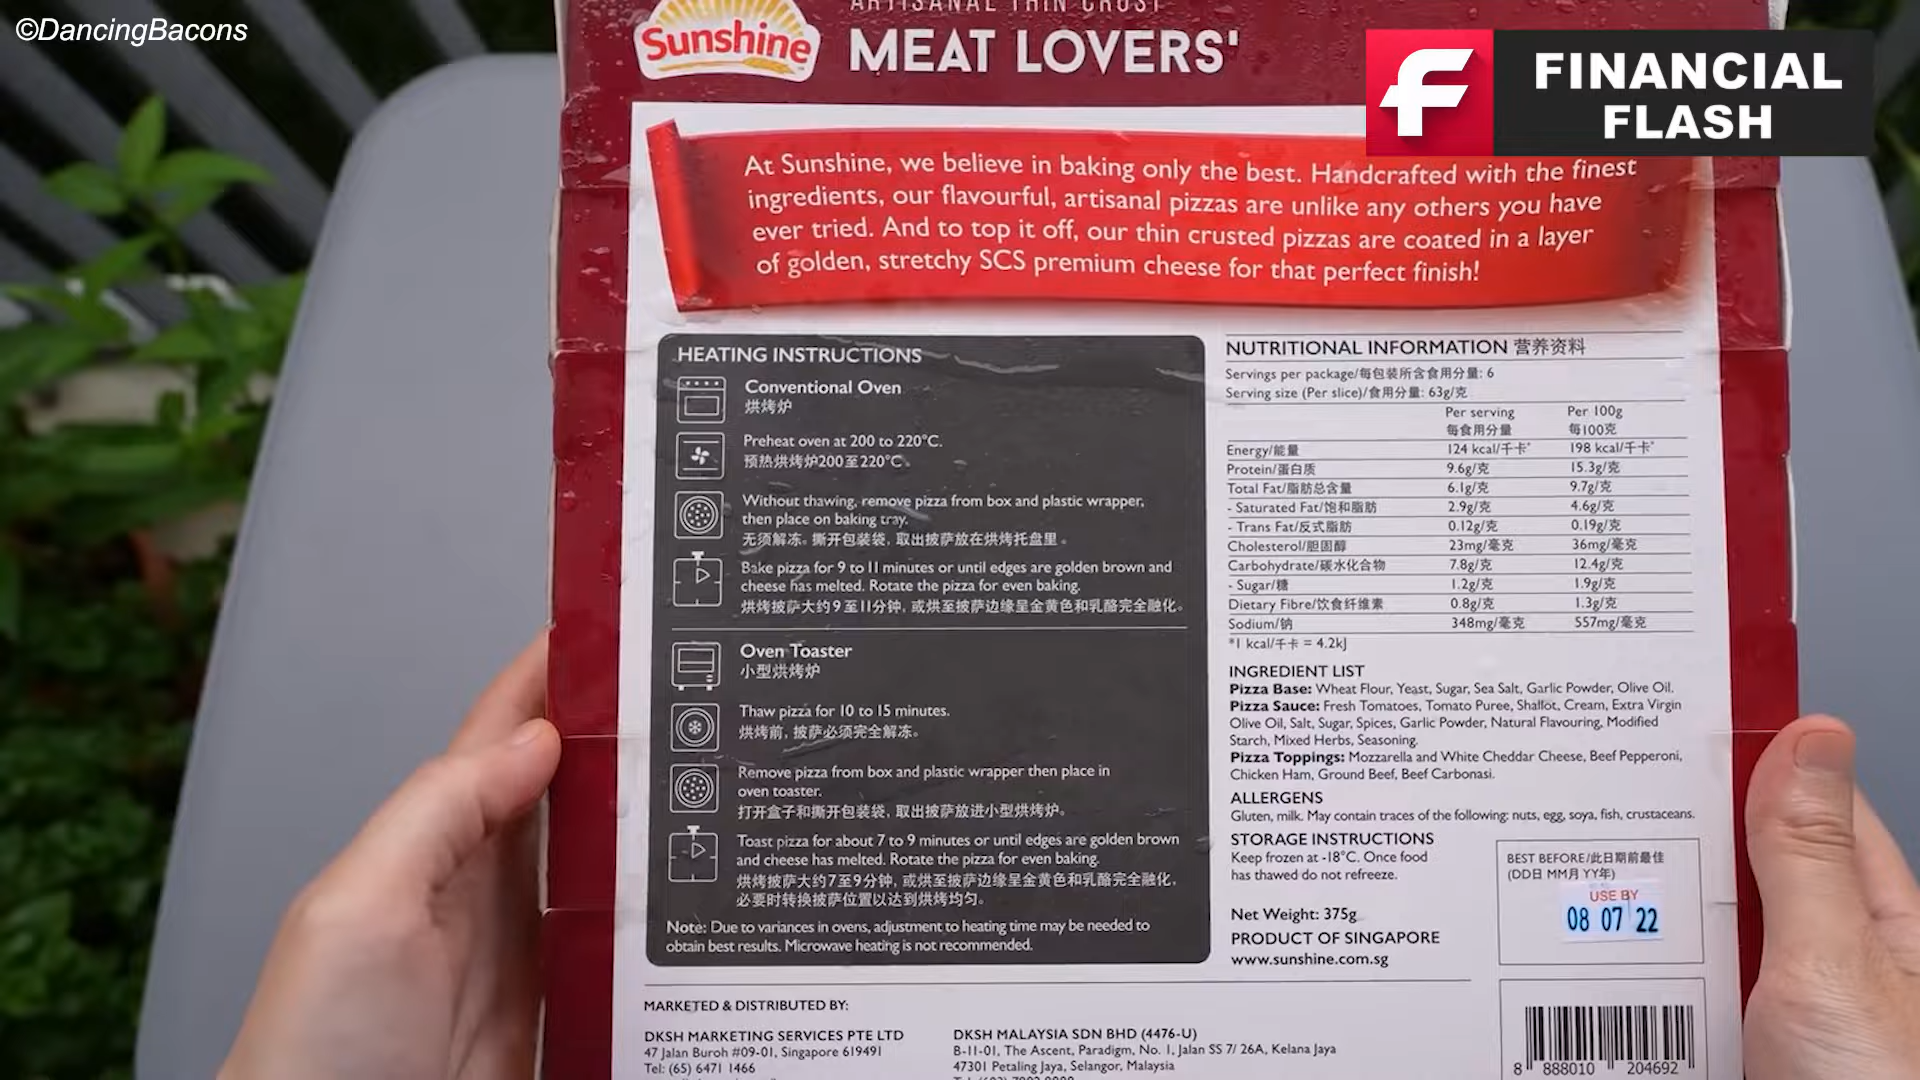 ©DancingBacons
ARTISANAL THIN CRUST
Sunshine
MEAT LOVERS'
FINANCIAL
FLASH
At Sunshine, we believe in baking only the best. Handcrafted with the finest
ingredients, our flavourful, artisanal pizzas are unlike any others you have
ever tried. And to top it off, our thin crusted pizzas are coated in a layer
of golden, stretchy SCS premium cheese for that perfect finish!
HEATING INSTRUCTIONS
Conventional Oven
烘烤炉
Preheat oven at 200 to 220°C.
预热烘烤炉200至220°C。
Without thawing, remove pizza from box and plastic wrapper,
then place on baking tray.
无须解冻。撕开包装袋, 取出披萨放在烘烤托盘里。
Bake pizza for 9 to 11 minutes or until edges are golden brown and
cheese has melted. Rotate the pizza for even baking.
烘烤披萨大约9至11分钟, 或烘至披萨边缘呈金黄色和乳酪完全融化。
Oven Toaster
小型烘烤炉
Thaw pizza for 10 to 15 minutes.
烘烤前, 披萨必须完全解冻。
Remove pizza from box and plastic wrapper then place in
oven toaster.
打开盒子和撕开包装袋, 取出披萨放进小型烘烤炉。
Toast pizza for about 7 to 9 minutes or until edges are golden brown
and cheese has melted. Rotate the pizza for even baking.
烘烤披萨大约7至9分钟, 或烘至披萨边缘呈金黄色和乳酪完全融化,
必要时转换披萨位置以达到烘烤均匀。
Note: Due to variances in ovens, adjustment to heating time may be needed to
obtain best results. Microwave heating is not recommended.
NUTRITIONAL INFORMATION 营养资料
Servings per package/每包装所含食用分量: 6
Serving size (Per slice)/食用分量: 63g/克
Per serving Per 100g
每食用分量 每100克
Energy/能量 124 kcal/千卡* 198 kcal/千卡*
Protein/蛋白质 9.6g/克 15.3g/克
Total Fat/脂肪总含量 6.1g/克 9.7g/克
- Saturated Fat/饱和脂肪 2.9g/克 4.6g/克
- Trans Fat/反式脂肪 0.12g/克 0.19g/克
Cholesterol/胆固醇 23mg/毫克 36mg/毫克
Carbohydrate/碳水化合物 7.8g/克 12.4g/克
- Sugar/糖 1.2g/克 1.9g/克
Dietary Fibre/饮食纤维素 0.8g/克 1.3g/克
Sodium/钠 348mg/毫克 557mg/毫克
*1 kcal/千卡 = 4.2kJ
INGREDIENT LIST
Pizza Base: Wheat Flour, Yeast, Sugar, Sea Salt, Garlic Powder, Olive Oil.
Pizza Sauce: Fresh Tomatoes, Tomato Puree, Shallot, Cream, Extra Virgin
Olive Oil, Salt, Sugar, Spices, Garlic Powder, Natural Flavouring, Modified
Starch, Mixed Herbs, Seasoning.
Pizza Toppings: Mozzarella and White Cheddar Cheese, Beef Pepperoni,
Chicken Ham, Ground Beef, Beef Carbonasi.
ALLERGENS
Gluten, milk. May contain traces of the following: nuts, egg, soya, fish, crustaceans.
STORAGE INSTRUCTIONS
Keep frozen at -18°C. Once food
has thawed do not refreeze.
Net Weight: 375g
PRODUCT OF SINGAPORE
www.sunshine.com.sg
BEST BEFORE/此日期前最佳
(DD日 MM月 YY年)
USE BY
08 07 22
MARKETED & DISTRIBUTED BY:
DKSH MARKETING SERVICES PTE LTD
47 Jalan Buroh #09-01, Singapore 619491
Tel: (65) 6471 1466
DKSH MALAYSIA SDN BHD (4476-U)
B-11-01, The Ascent, Paradigm, No. 1, Jalan SS 7/ 26A, Kelana Jaya
47301 Petaling Jaya, Selangor, Malaysia
8 888010 204692